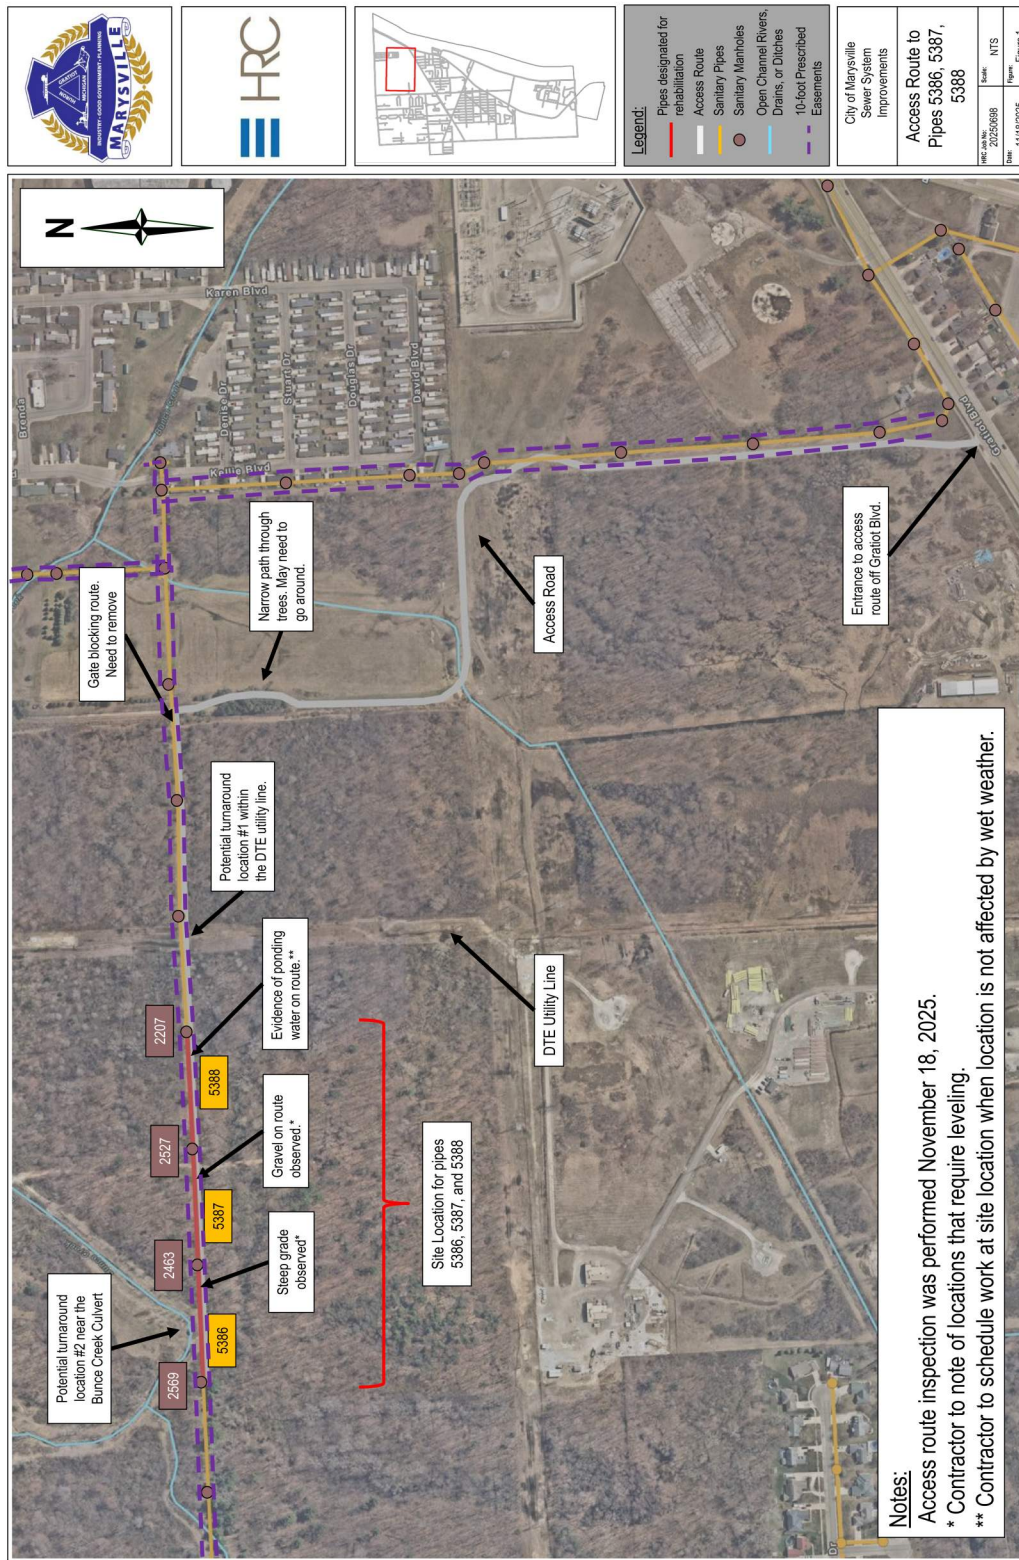 MARYSVILLE
INDUSTRY-GOOD GOVERNMENT-PLANNING
GRATIOT
HURON
MICHIGAN
HRC
Legend:
Pipes designated for
rehabilitation
Access Route
Sanitary Pipes
Sanitary Manholes
Open Channel Rivers,
Drains, or Ditches
10-foot Prescribed
Easements
City of Marysville
Sewer System
Improvements
Access Route to
Pipes 5386, 5387,
5388
HRC Job No:
20250698
Scale:
NTS
Date:
Figure:
N
Brenda
Karen Blvd
Denise Dr
Stuart Dr
Douglas Dr
David Blvd
Kellie Blvd
Gratiot Blvd
Gate blocking route.
Need to remove
Narrow path through
trees. May need to
go around.
Access Road
Entrance to access
route off Gratiot Blvd.
Potential turnaround
location #1 within
the DTE utility line.
Evidence of ponding
water on route.**
DTE Utility Line
2207
5388
2527
Gravel on route
observed.*
5387
2463
Steep grade
observed*
5386
2569
Potential turnaround
location #2 near the
Bunce Creek Culvert
Site Location for pipes
5386, 5387, and 5388
Dr
Notes:
Access route inspection was performed November 18, 2025.
* Contractor to note of locations that require leveling.
** Contractor to schedule work at site location when location is not affected by wet weather.